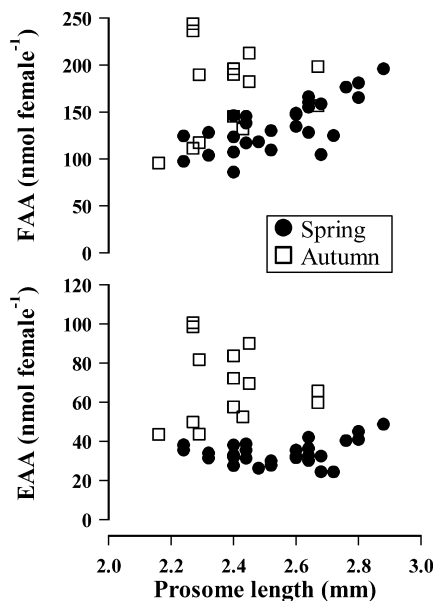 250
200
150
100
50
0
FAA (nmol female⁻¹)
Spring
Autumn
120
100
80
60
40
20
0
EAA (nmol female⁻¹)
2.0 2.2 2.4 2.6 2.8 3.0
Prosome length (mm)